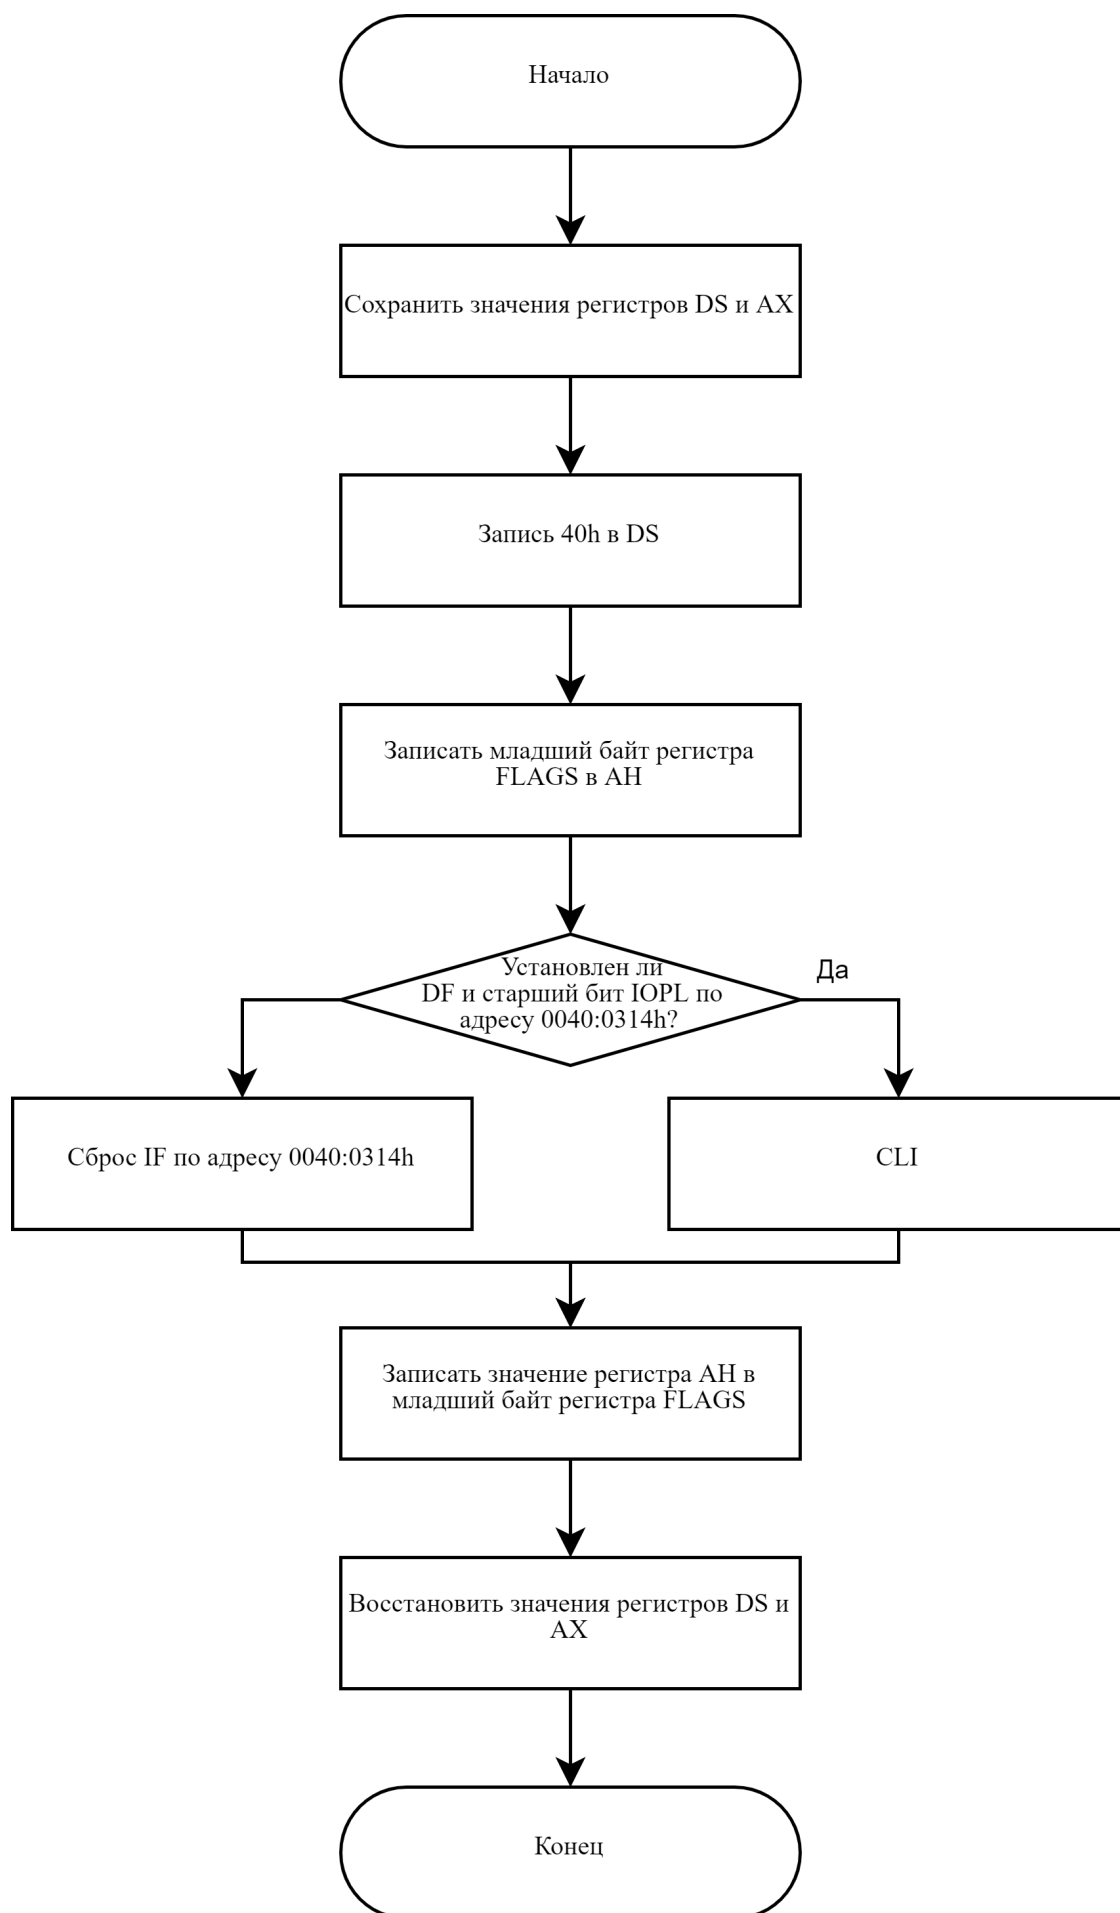 Начало
Сохранить значения регистров DS и AX
Запись 40h в DS
Записать младший байт регистра
FLAGS в AH
Установлен ли
DF и старший бит IOPL по
адресу 0040:0314h?
Да
Сброс IF по адресу 0040:0314h
CLI
Записать значение регистра AH в
младший байт регистра FLAGS
Восстановить значения регистров DS и
AX
Конец